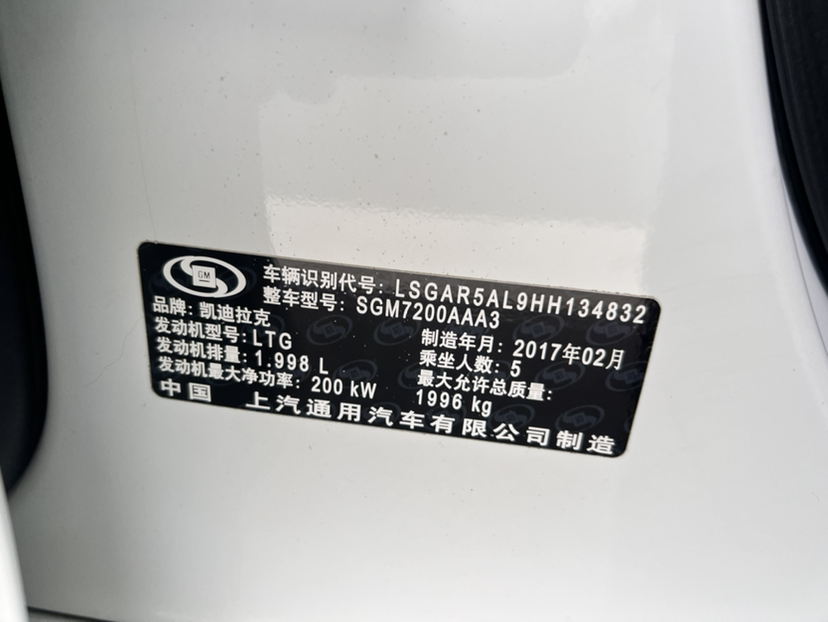 GM
车辆识别代号: LSGAR5AL9HH134832
整车型号: SGM7200AAA3
品牌: 凯迪拉克
发动机型号: LTG
制造年月: 2017年02月
发动机排量: 1.998 L
乘坐人数: 5
发动机最大净功率: 200 kW
最大允许总质量:
1996 kg
中国 上汽通用汽车有限公司制造